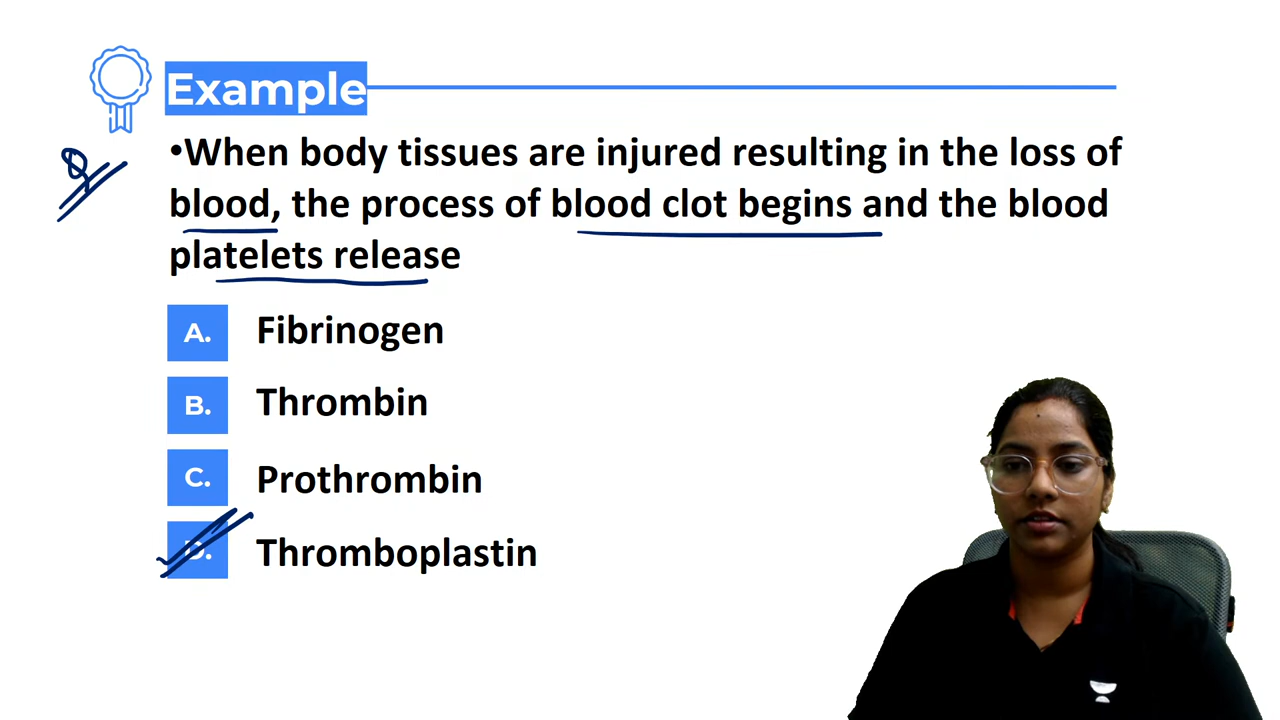 Example
•When body tissues are injured resulting in the loss of
blood, the process of blood clot begins and the blood
platelets release
A. Fibrinogen
B. Thrombin
C. Prothrombin
D. Thromboplastin